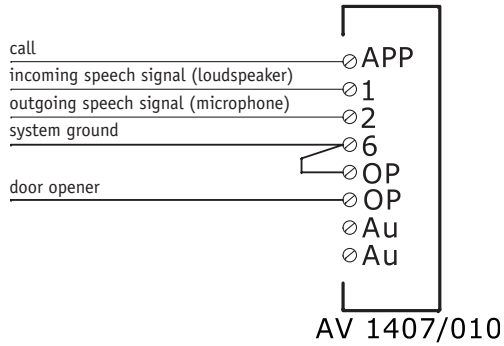 call
APP
incoming speech signal (loudspeaker)
1
outgoing speech signal (microphone)
2
system ground
6
OP
door opener
OP
Au
Au
AV 1407/010